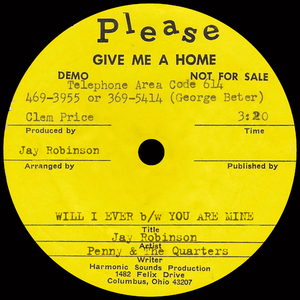 Please
GIVE ME A HOME
DEMO NOT FOR SALE
Telephone Area Code 614
469-3955 or 369-5414 (George Beter)
Clem Price 3:20
Produced by Time
Jay Robinson
Arranged by Published by
WILL I EVER b/w YOU ARE MINE
Title
Jay Robinson
Artist
Penny & The Quarters
Writer
Harmonic Sounds Production
1482 Felix Drive
Columbus, Ohio 43207